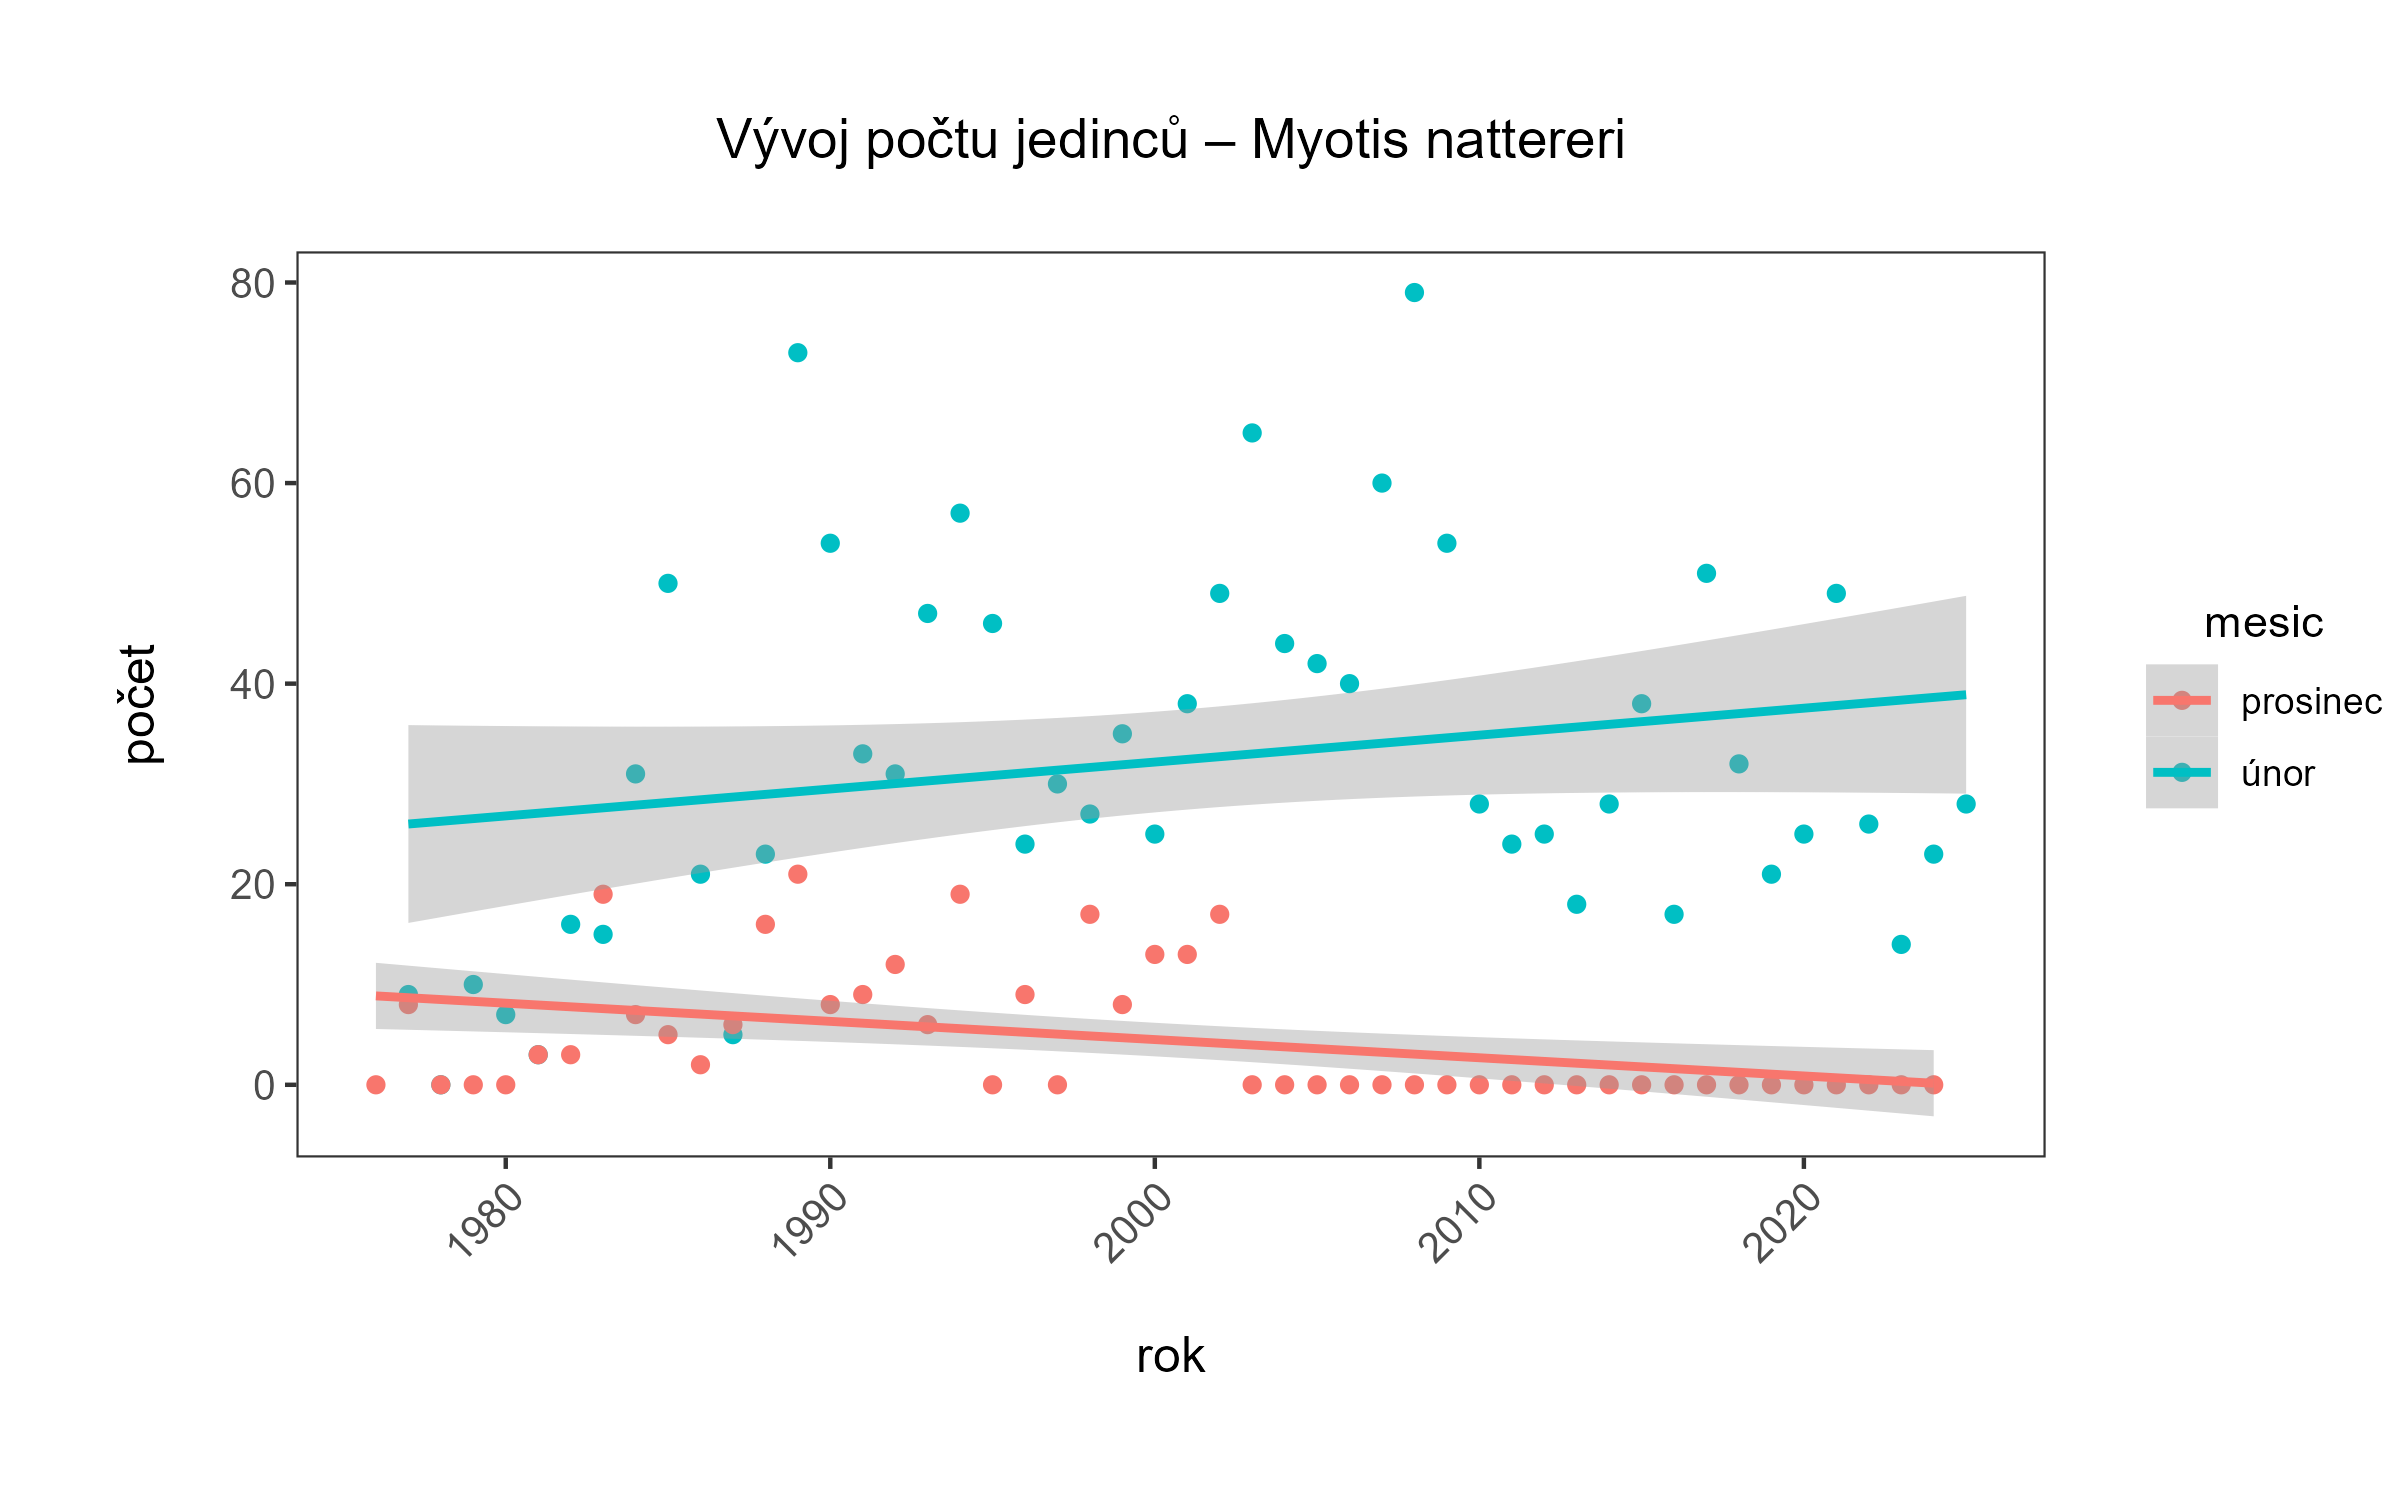 Vývoj počtu jedinců – Myotis nattereri
80
60
40
20
0
počet
1980
1990
2000
2010
2020
rok
mesic
prosinec
únor